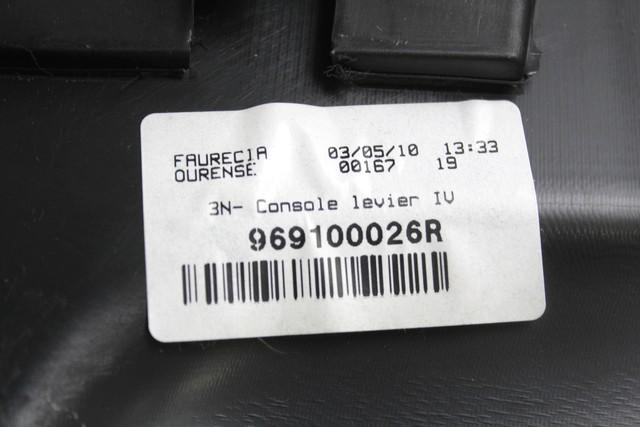 FAURECIA 03/05/10 13:33
OURENSE 00167 19
3N- Console levier IV
969100026R